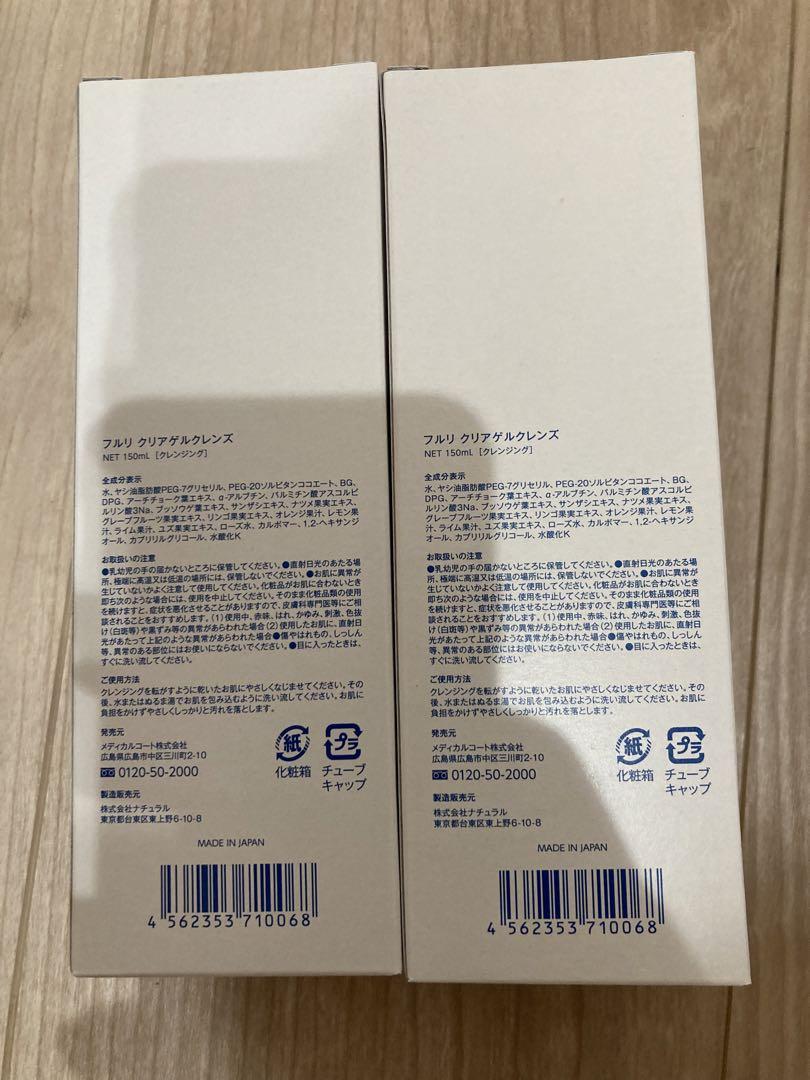 フルリ クリアゲルクレンズ
NET 150mL [クレンジング]
全成分表示
水、ヤシ油脂肪酸PEG-7グリセリル、PEG-20ソルビタンココエート、BG、
DPG、アーチチョーク葉エキス、α-アルブチン、パルミチン酸アスコルビ
ルリン酸3Na、ブッソウゲ葉エキス、サンザシエキス、ナツメ果実エキス、
グレープフルーツ果実エキス、リンゴ果実エキス、オレンジ果汁、レモン果
汁、ライム果汁、ユズ果実エキス、ローズ水、カルボマー、1,2-ヘキサンジ
オール、カプリリルグリコール、水酸化K
お取扱いの注意
●乳幼児の手の届かないところに保管してください。●直射日光のあたる場
所、極端に高温又は低温の場所には、保管しないでください。●お肌に異常が
生じていないかよく注意して使用してください。化粧品がお肌に合わないとき
即ち次のような場合には、使用を中止してください。そのまま化粧品類の使用
を続けますと、症状を悪化させることがありますので、皮膚科専門医等にご相
談されることをおすすめします。(1)使用中、赤味、はれ、かゆみ、刺激、色抜
け(白斑等)や黒ずみ等の異常があらわれた場合(2)使用したお肌に、直射日
光があたって上記のような異常があらわれた場合●傷やはれもの、しっしん
等、異常のある部位にはお使いにならないでください。●目に入ったときは、
すぐに洗い流してください。
ご使用方法
クレンジングを転がすように乾いたお肌にやさしくなじませてください。その
後、水またはぬるま湯でお肌を包み込むように洗い流してください。お肌に
負担をかけずやさしくしっかりと汚れを落とします。
発売元
メディカルコート株式会社
広島県広島市中区三川町2-10
0120-50-2000
製造販売元
株式会社ナチュラル
東京都台東区東上野6-10-8
紙
化粧箱
プラ
チューブ
キャップ
MADE IN JAPAN
4 562353 710068
フルリ クリアゲルクレンズ
NET 150mL [クレンジング]
全成分表示
水、ヤシ油脂肪酸PEG-7グリセリル、PEG-20ソルビタンココエート、BG、
DPG、アーチチョーク葉エキス、α-アルブチン、パルミチン酸アスコルビ
ルリン酸3Na、ブッソウゲ葉エキス、サンザシエキス、ナツメ果実エキス、
グレープフルーツ果実エキス、リンゴ果実エキス、オレンジ果汁、レモン果
汁、ライム果汁、ユズ果実エキス、ローズ水、カルボマー、1,2-ヘキサンジ
オール、カプリリルグリコール、水酸化K
お取扱いの注意
●乳幼児の手の届かないところに保管してください。●直射日光のあたる場
所、極端に高温又は低温の場所には、保管しないでください。●お肌に異常が
生じていないかよく注意して使用してください。化粧品がお肌に合わないとき
即ち次のような場合には、使用を中止してください。そのまま化粧品類の使用
を続けますと、症状を悪化させることがありますので、皮膚科専門医等にご相
談されることをおすすめします。(1)使用中、赤味、はれ、かゆみ、刺激、色抜
け(白斑等)や黒ずみ等の異常があらわれた場合(2)使用したお肌に、直射日
光があたって上記のような異常があらわれた場合●傷やはれもの、しっしん
等、異常のある部位にはお使いにならないでください。●目に入ったときは、
すぐに洗い流してください。
ご使用方法
クレンジングを転がすように乾いたお肌にやさしくなじませてください。その
後、水またはぬるま湯でお肌を包み込むように洗い流してください。お肌に
負担をかけずやさしくしっかりと汚れを落とします。
発売元
メディカルコート株式会社
広島県広島市中区三川町2-10
0120-50-2000
製造販売元
株式会社ナチュラル
東京都台東区東上野6-10-8
紙
化粧箱
プラ
チューブ
キャップ
MADE IN JAPAN
4 562353 710068